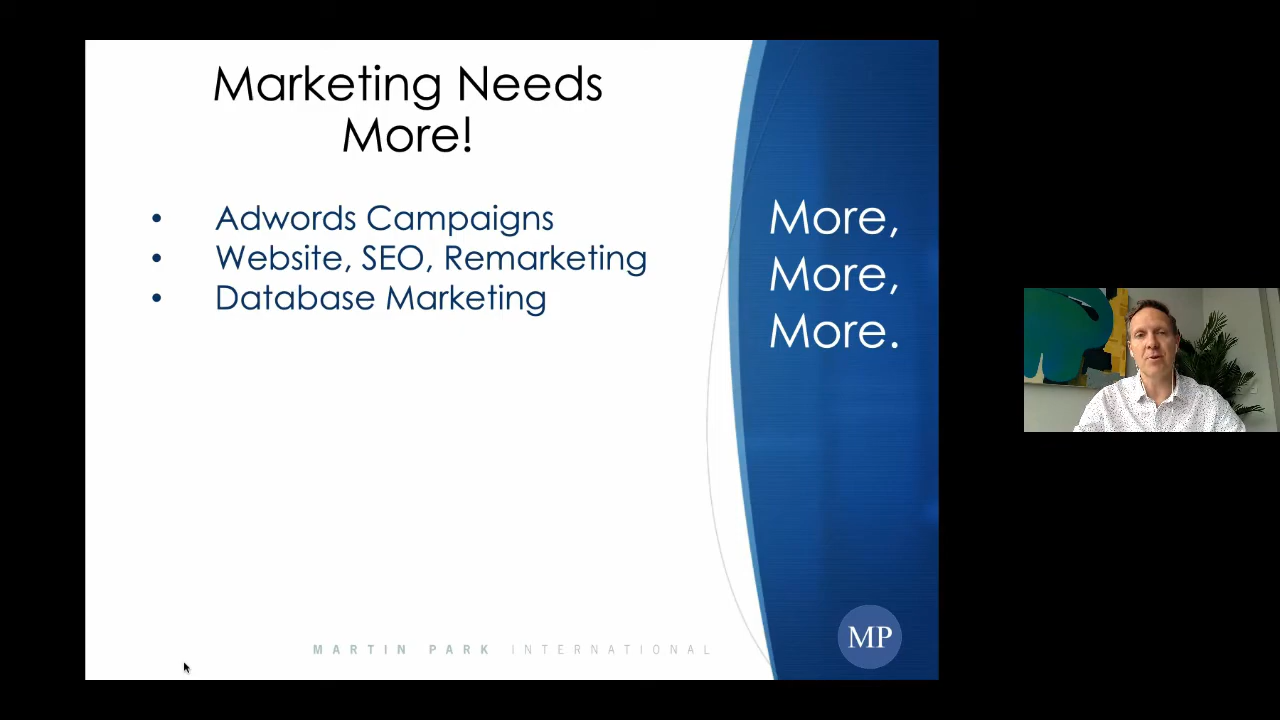 Marketing Needs
More!
• Adwords Campaigns
• Website, SEO, Remarketing
• Database Marketing
More,
More,
More.
MARTIN PARK INTERNATIONAL
MP